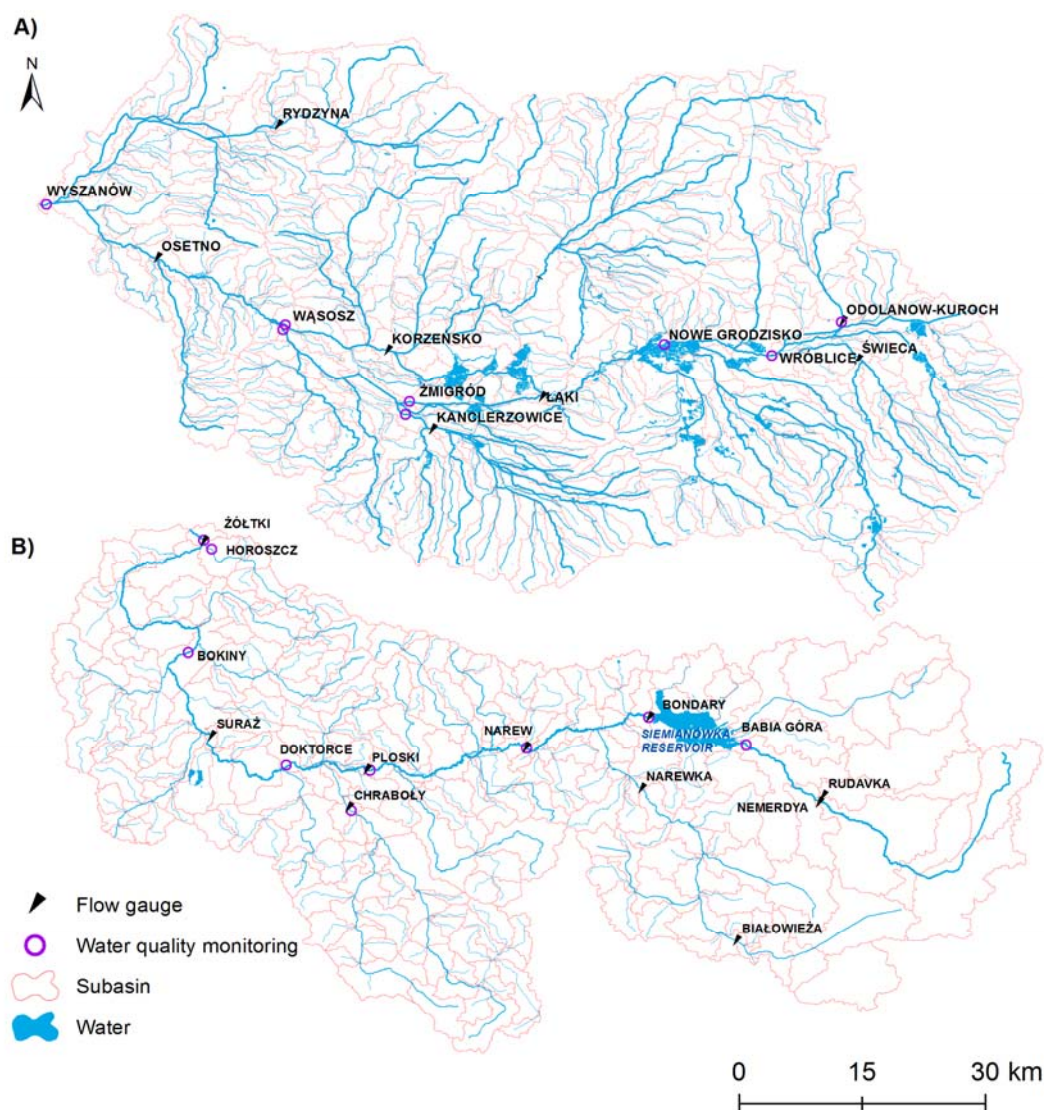 A)
N
RYDZYNA
WYSZANÓW
OSETNO
WĄSOSZ
KORZEŃSKO
ODOLANOW-KUROCH
NOWE GRODZISKO
ŚWIECA
WRÓBLICE
ŻMIGRÓD
ŁĄKI
KANCLERZOWICE
B)
ŻÓŁTKI
HOROSZCZ
BOKINY
SURAŻ
DOKTORCE
PLOSKI
CHRABOŁY
NAREW
BONDARY
SIEMIANÓWKA
RESERVOIR
BABIA GÓRA
NAREWKA
RUDAVKA
NEMERDYA
BIAŁOWIEŻA
Flow gauge
Water quality monitoring
Subasin
Water
0 15 30 km